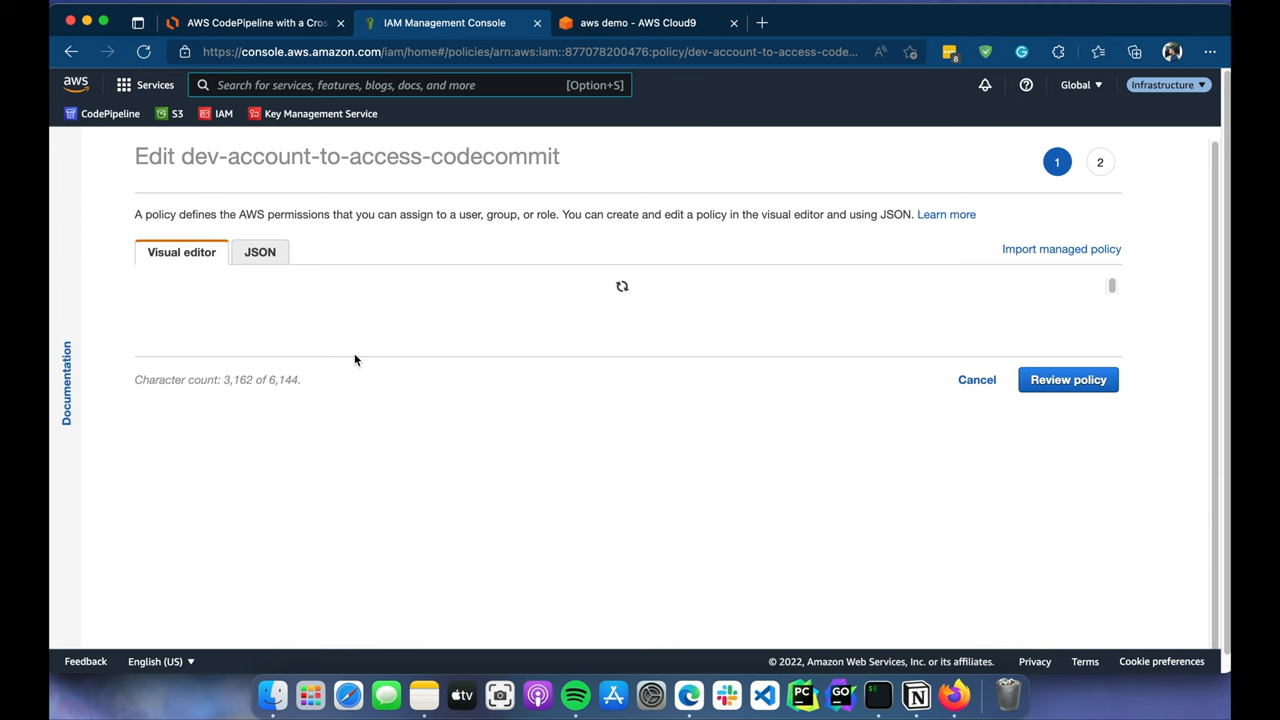 AWS CodePipeline with a Cros
IAM Management Console
aws demo - AWS Cloud9
https://console.aws.amazon.com/iam/home#/policies/arn:aws:iam::877078200476:policy/dev-account-to-access-code...
8
aws
Services
Search for services, features, blogs, docs, and more
[Option+S]
Global
Infrastructure
CodePipeline
S3
IAM
Key Management Service
Edit dev-account-to-access-codecommit
1
2
A policy defines the AWS permissions that you can assign to a user, group, or role. You can create and edit a policy in the visual editor and using JSON. Learn more
Visual editor
JSON
Import managed policy
Documentation
Character count: 3,162 of 6,144.
Cancel
Review policy
Feedback
English (US)
© 2022, Amazon Web Services, Inc. or its affiliates.
Privacy
Terms
Cookie preferences
tv
PC
GO